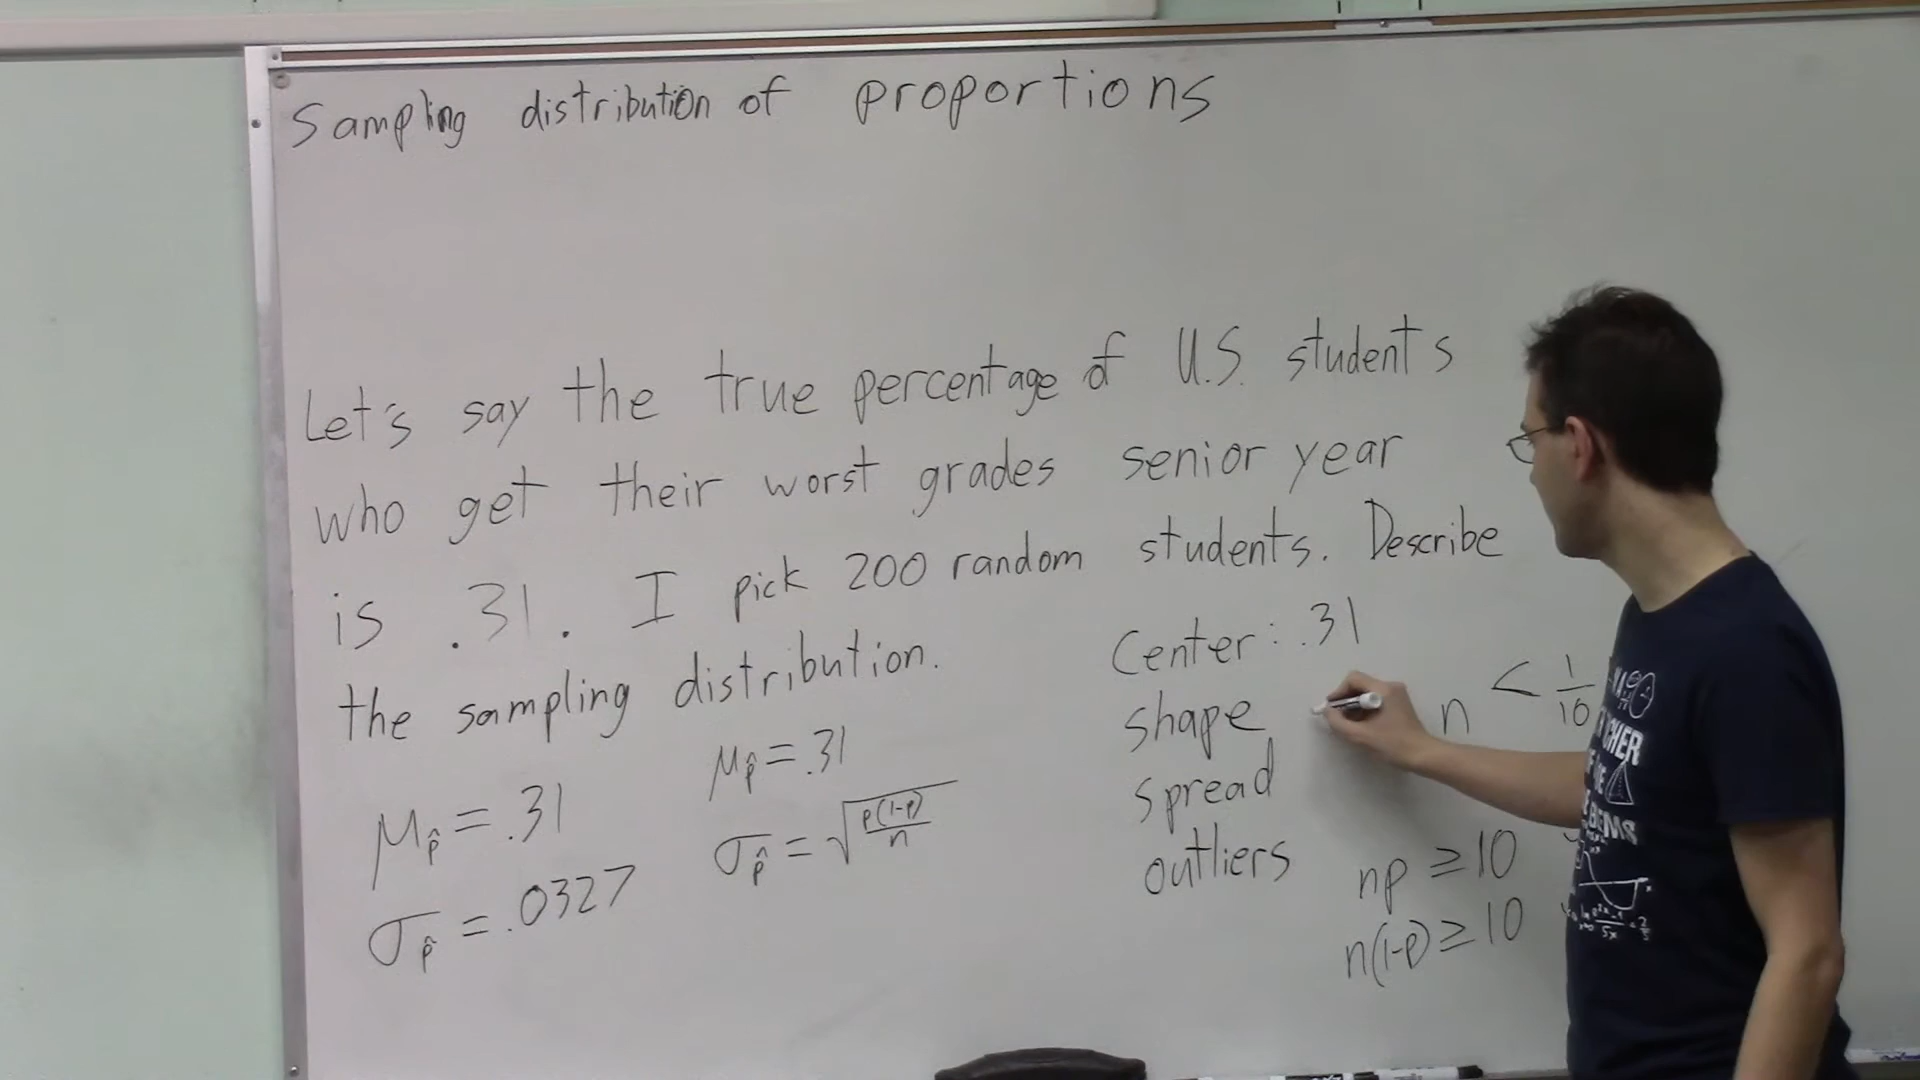 Sampling distribution of proportions
Let's say the true percentage of U.S. students
who get their worst grades senior year
is .31. I pick 200 random students. Describe
the sampling distribution.
μp̂ = .31
σp̂ = .0327
μp̂ = .31
σp̂ = √(p(1-p)/n)
Center: .31
shape
spread
outliers
n < 1/10
np ≥ 10
n(1-p) ≥ 10